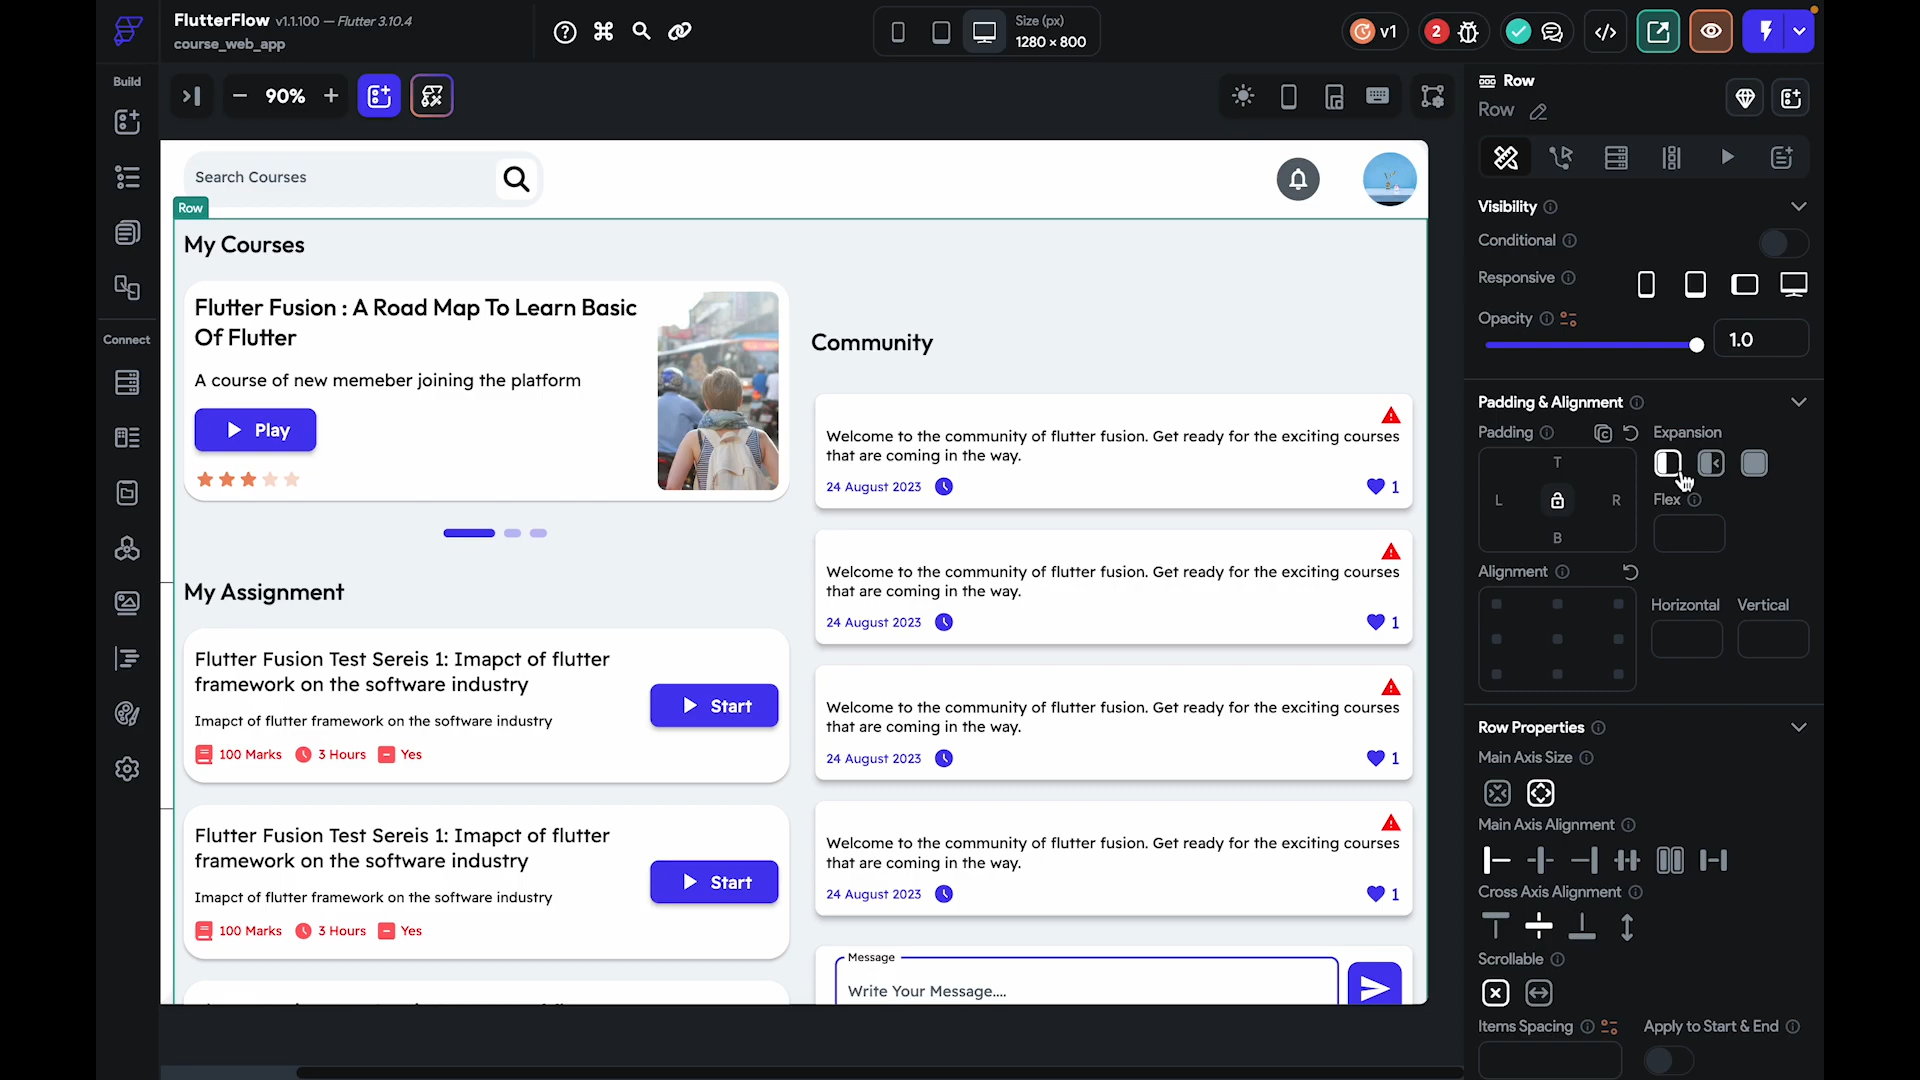 FlutterFlow v1.1.100 — Flutter 3.10.4
course_web_app
Size (px)
1280 × 800
v1
2
Build
90%
Connect
Search Courses
Row
My Courses
Flutter Fusion : A Road Map To Learn Basic
Of Flutter
A course of new memeber joining the platform
Play
My Assignment
Flutter Fusion Test Sereis 1: Imapct of flutter
framework on the software industry
Imapct of flutter framework on the software industry
100 Marks
3 Hours
Yes
Start
Flutter Fusion Test Sereis 1: Imapct of flutter
framework on the software industry
Imapct of flutter framework on the software industry
100 Marks
3 Hours
Yes
Start
Community
Welcome to the community of flutter fusion. Get ready for the exciting courses
that are coming in the way.
24 August 2023
1
Welcome to the community of flutter fusion. Get ready for the exciting courses
that are coming in the way.
24 August 2023
1
Welcome to the community of flutter fusion. Get ready for the exciting courses
that are coming in the way.
24 August 2023
1
Welcome to the community of flutter fusion. Get ready for the exciting courses
that are coming in the way.
24 August 2023
1
Message
Write Your Message....
Row
Row
Visibility
Conditional
Responsive
Opacity
1.0
Padding & Alignment
Padding
Expansion
T
L
R
B
Flex
Alignment
Horizontal
Vertical
Row Properties
Main Axis Size
Main Axis Alignment
Cross Axis Alignment
Scrollable
Items Spacing
Apply to Start & End